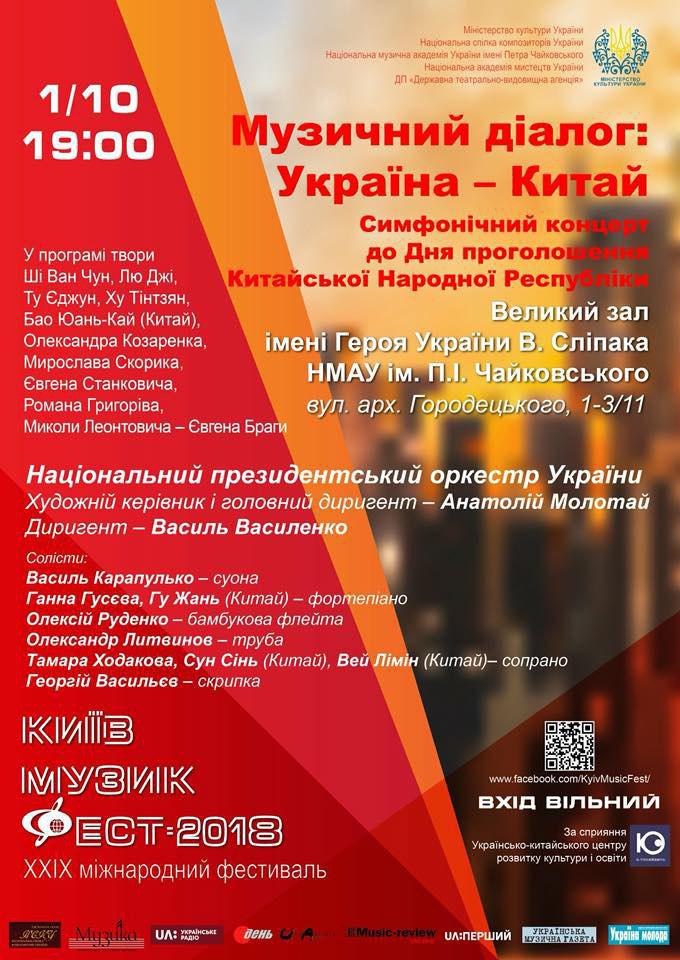 Міністерство культури України
Національна спілка композиторів України
Національна музична академія України імені Петра Чайковського
Національна академія мистецтв України
ДП «Державна театрально-видовищна агенція»
МІНІСТЕРСТВО
КУЛЬТУРИ УКРАЇНИ
1/10
19:00
Музичний діалог:
Україна – Китай
Симфонічний концерт
до Дня проголошення
Китайської Народної Республіки
Великий зал
імені Героя України В. Сліпака
НМАУ ім. П.І. Чайковського
вул. арх. Городецького, 1-3/11
У програмі твори
Ші Ван Чун, Лю Джі,
Ту Єджун, Ху Тінтзян,
Бао Юань-Кай (Китай),
Олександра Козаренка,
Мирослава Скорика,
Євгена Станковича,
Романа Григоріва,
Миколи Леонтовича – Євгена Браги
Національний президентський оркестр України
Художній керівник і головний диригент – Анатолій Молотай
Диригент – Василь Василенко
Солісти:
Василь Карапулько – суона
Ганна Гусєва, Гу Жань (Китай) – фортепіано
Олексій Руденко – бамбукова флейта
Олександр Литвинов – труба
Тамара Ходакова, Сун Сінь (Китай), Вей Лімін (Китай)– сопрано
Георгій Васильєв – скрипка
КИЇВ
МУЗИК
ФЕСТ:2018
XXIX міжнародний фестиваль
www.facebook.com/KyivMusicFest/
ВХІД ВІЛЬНИЙ
За сприяння
Українсько-китайського центру
розвитку культури і освіти
Музика
UA: УКРАЇНСЬКЕ
РАДІО
день
Music-review
UA:ПЕРШИЙ
УКРАЇНСЬКА
МУЗИЧНА ГАЗЕТА
Україна молода